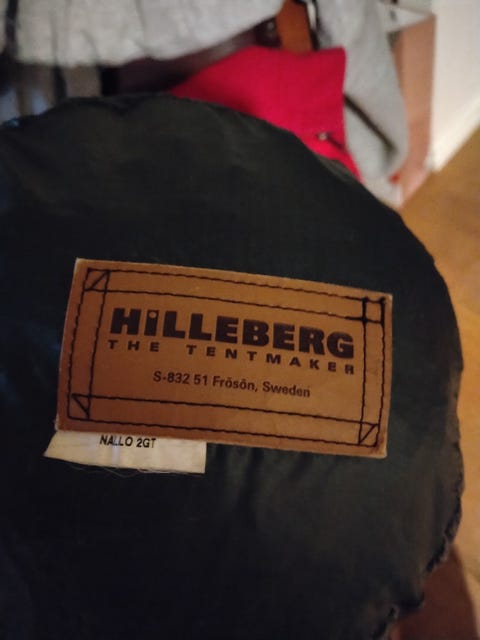 HiLLEBERG
THE TENTMAKER
S-832 51 Frösön, Sweden
NALLO 2GT